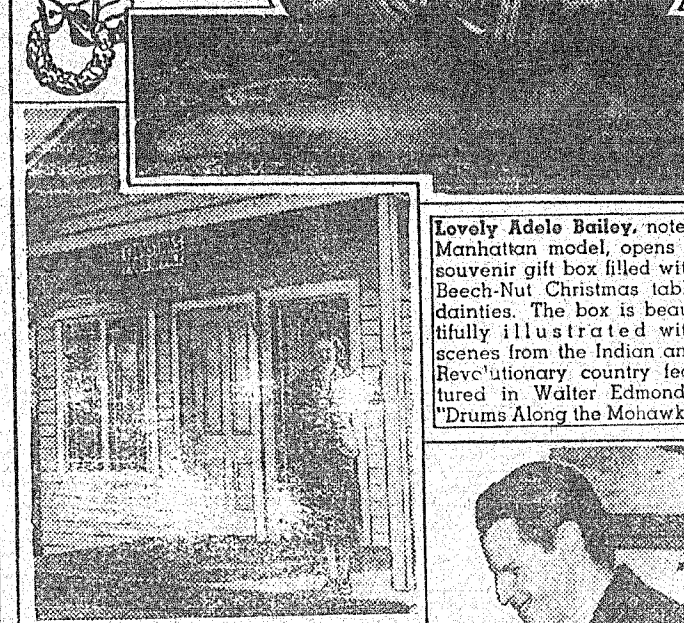 Lovely Adele Bailey, note
Manhattan model, opens
souvenir gift box filled wit
Beech-Nut Christmas tab
dainties. The box is beau
tifully illustrated wit
scenes from the Indian an
Revo'utionary country fea
tured in Walter Edmond
"Drums Along the Mohawk